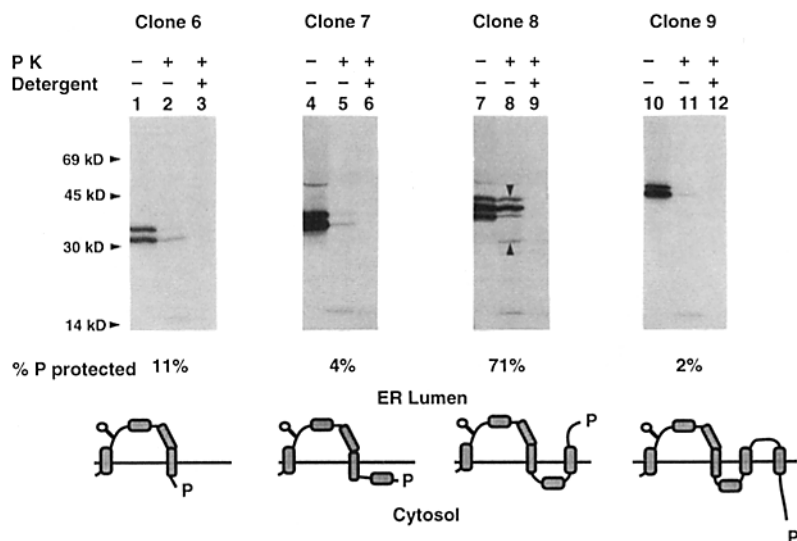 Clone 6 Clone 7 Clone 8 Clone 9
P K − + + − + + − + + − + +
Detergent − − + − − + − − + − − +
1 2 3 4 5 6 7 8 9 10 11 12
69 kD
45 kD
30 kD
14 kD
% P protected 11% 4% 71% 2%
ER Lumen
P
P P
Cytosol
P